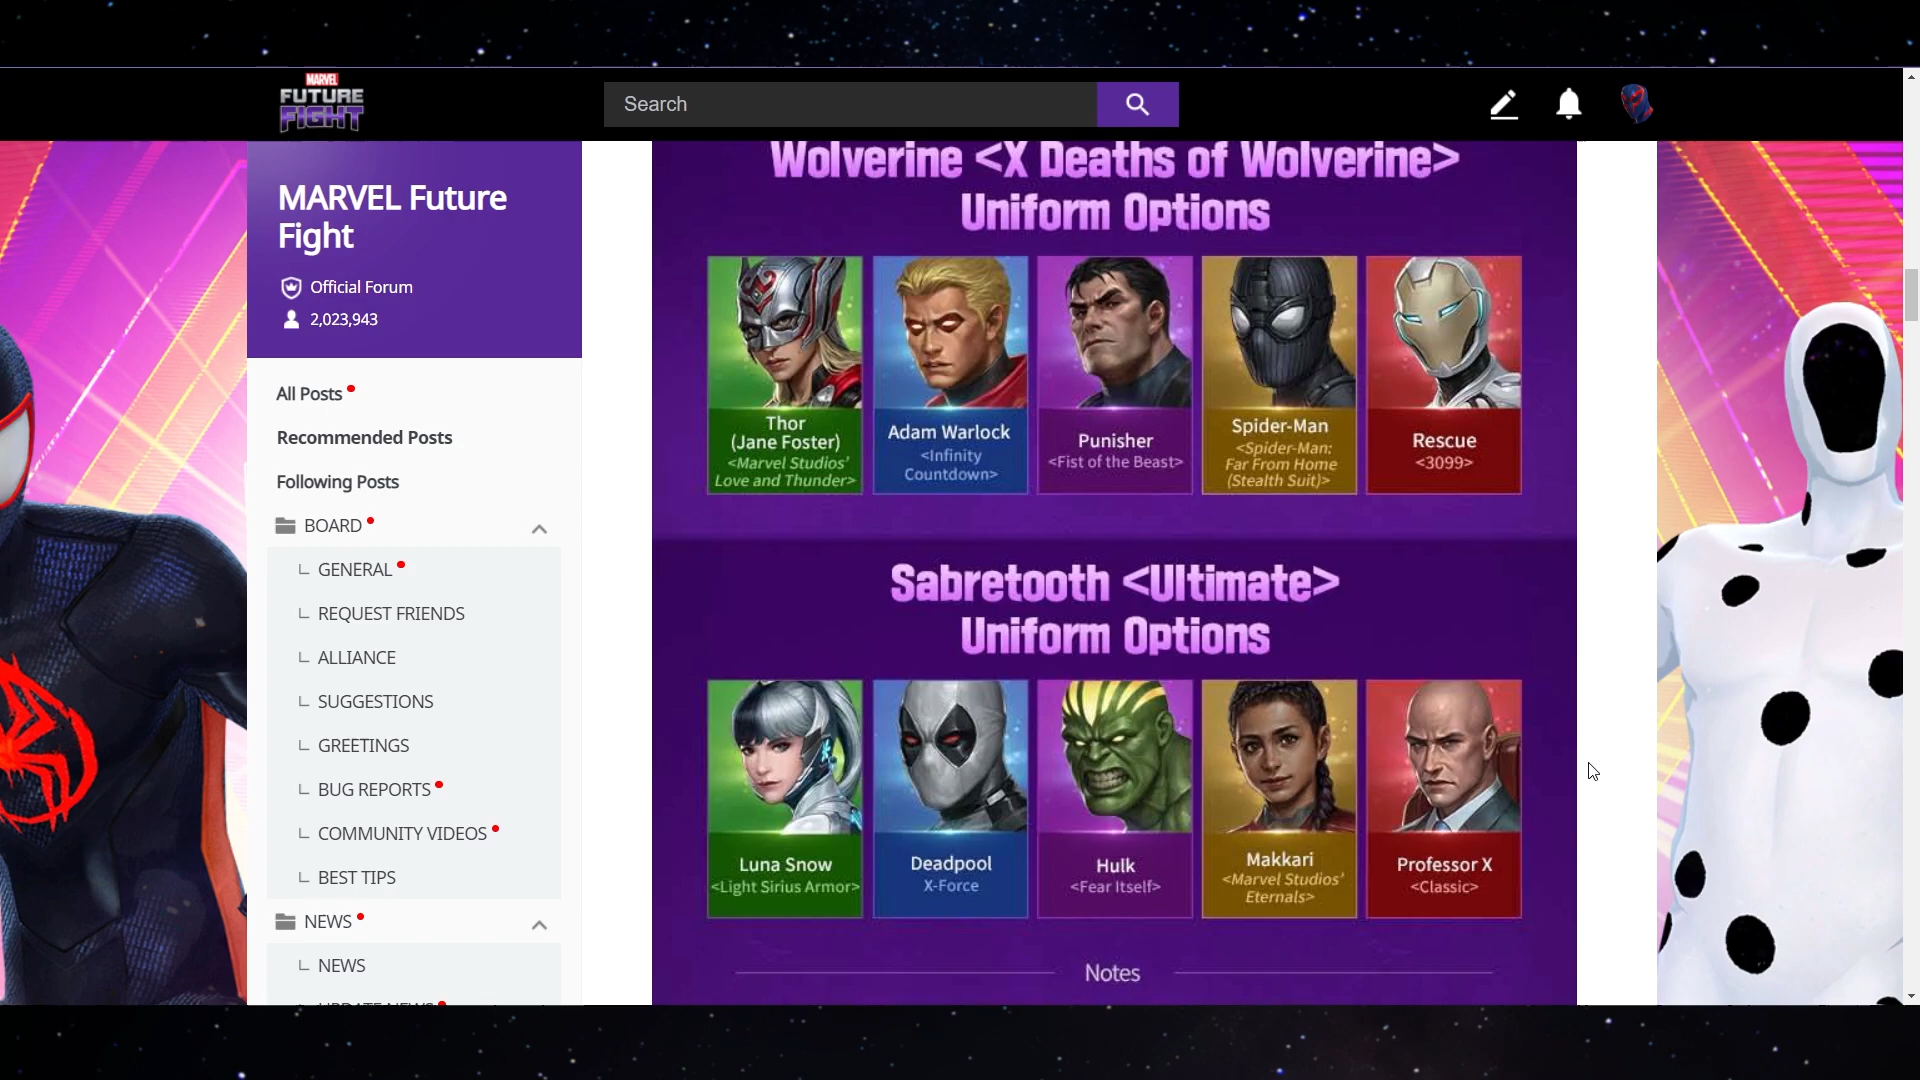 MARVEL
FUTURE
FIGHT
Search
MARVEL Future
Fight
Official Forum
2,023,943
All Posts
Recommended Posts
Following Posts
BOARD
GENERAL
REQUEST FRIENDS
ALLIANCE
SUGGESTIONS
GREETINGS
BUG REPORTS
COMMUNITY VIDEOS
BEST TIPS
NEWS
NEWS
UPDATE NEWS
Wolverine <X Deaths of Wolverine>
Uniform Options
Thor
(Jane Foster)
<Marvel Studios'
Love and Thunder>
Adam Warlock
<Infinity
Countdown>
Punisher
<Fist of the Beast>
Spider-Man
<Spider-Man:
Far From Home
(Stealth Suit)>
Rescue
<3099>
Sabretooth <Ultimate>
Uniform Options
Luna Snow
<Light Sirius Armor>
Deadpool
X-Force
Hulk
<Fear Itself>
Makkari
<Marvel Studios'
Eternals>
Professor X
<Classic>
Notes